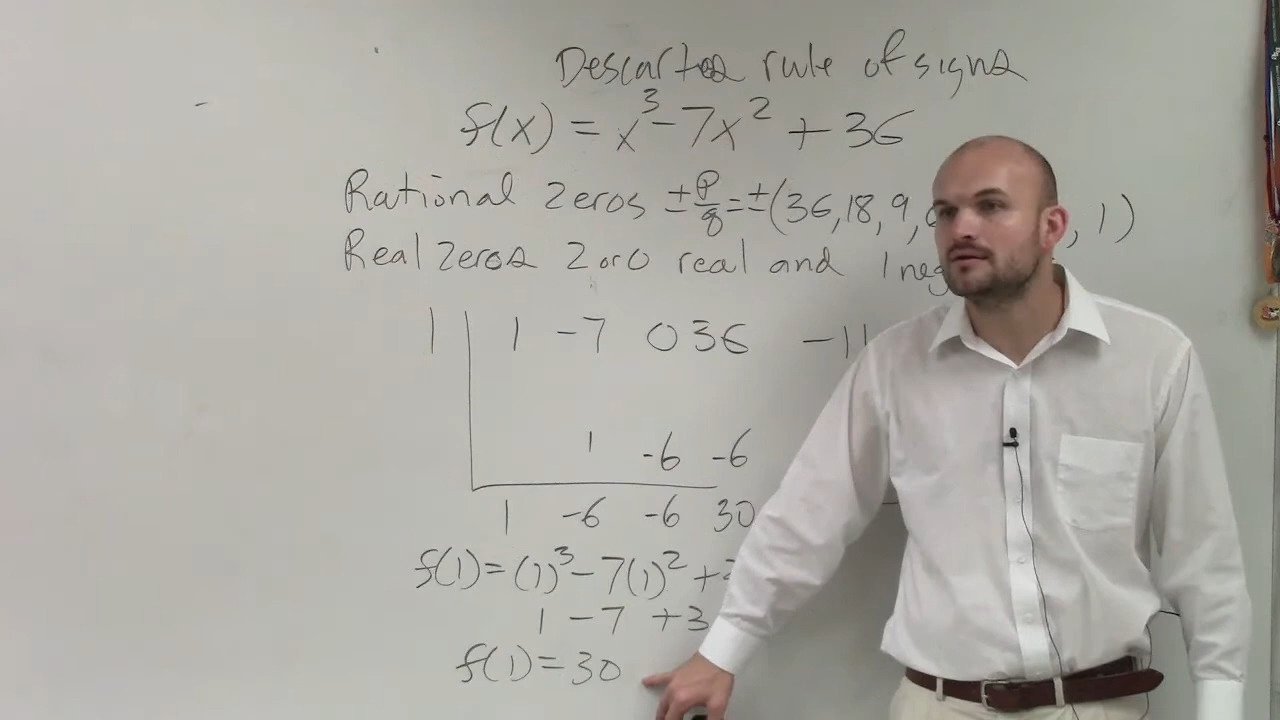 Descartes rule of signs
f(x) = x³ - 7x² + 36
Rational Zeros ± P/q = ± (36, 18, 9, , 1)
Real Zeros 2 or 0 real and 1 neg
1 | 1 -7 0 36 -1
1 -6 -6
1 -6 -6 30
f(1) = (1)³ - 7(1)² +
1 - 7 + 3
f(1) = 30